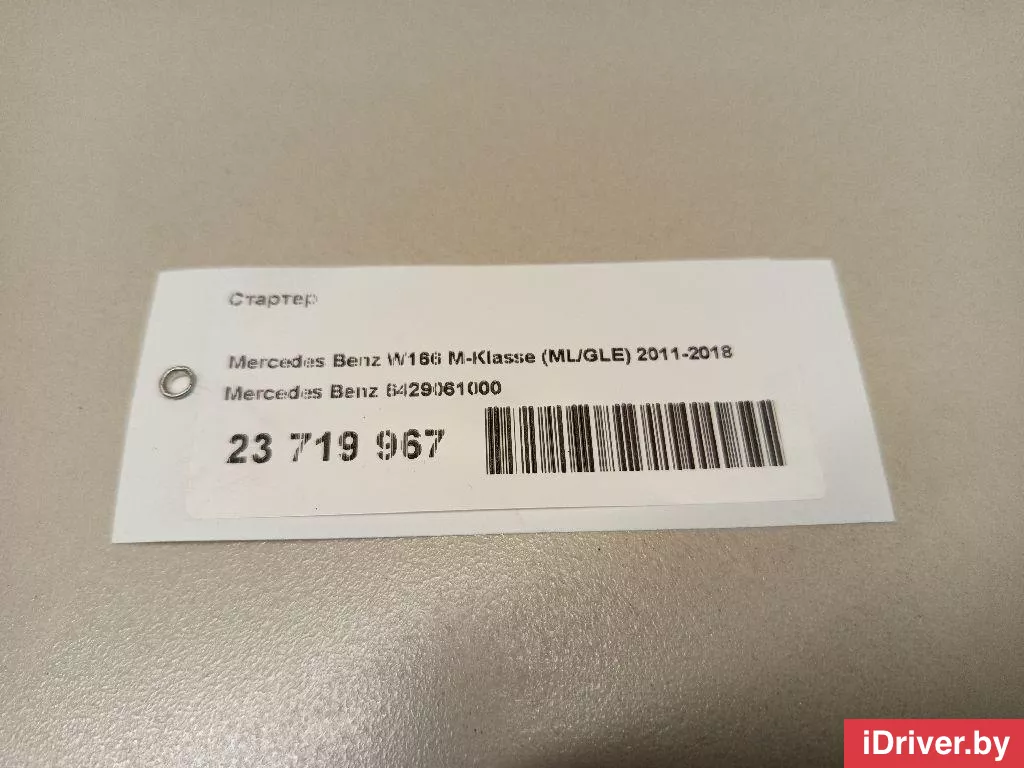 Стартер
Mercedes Benz W166 M-Klasse (ML/GLE) 2011-2018
Mercedes Benz 6429061000
23 719 967
iDriver.by